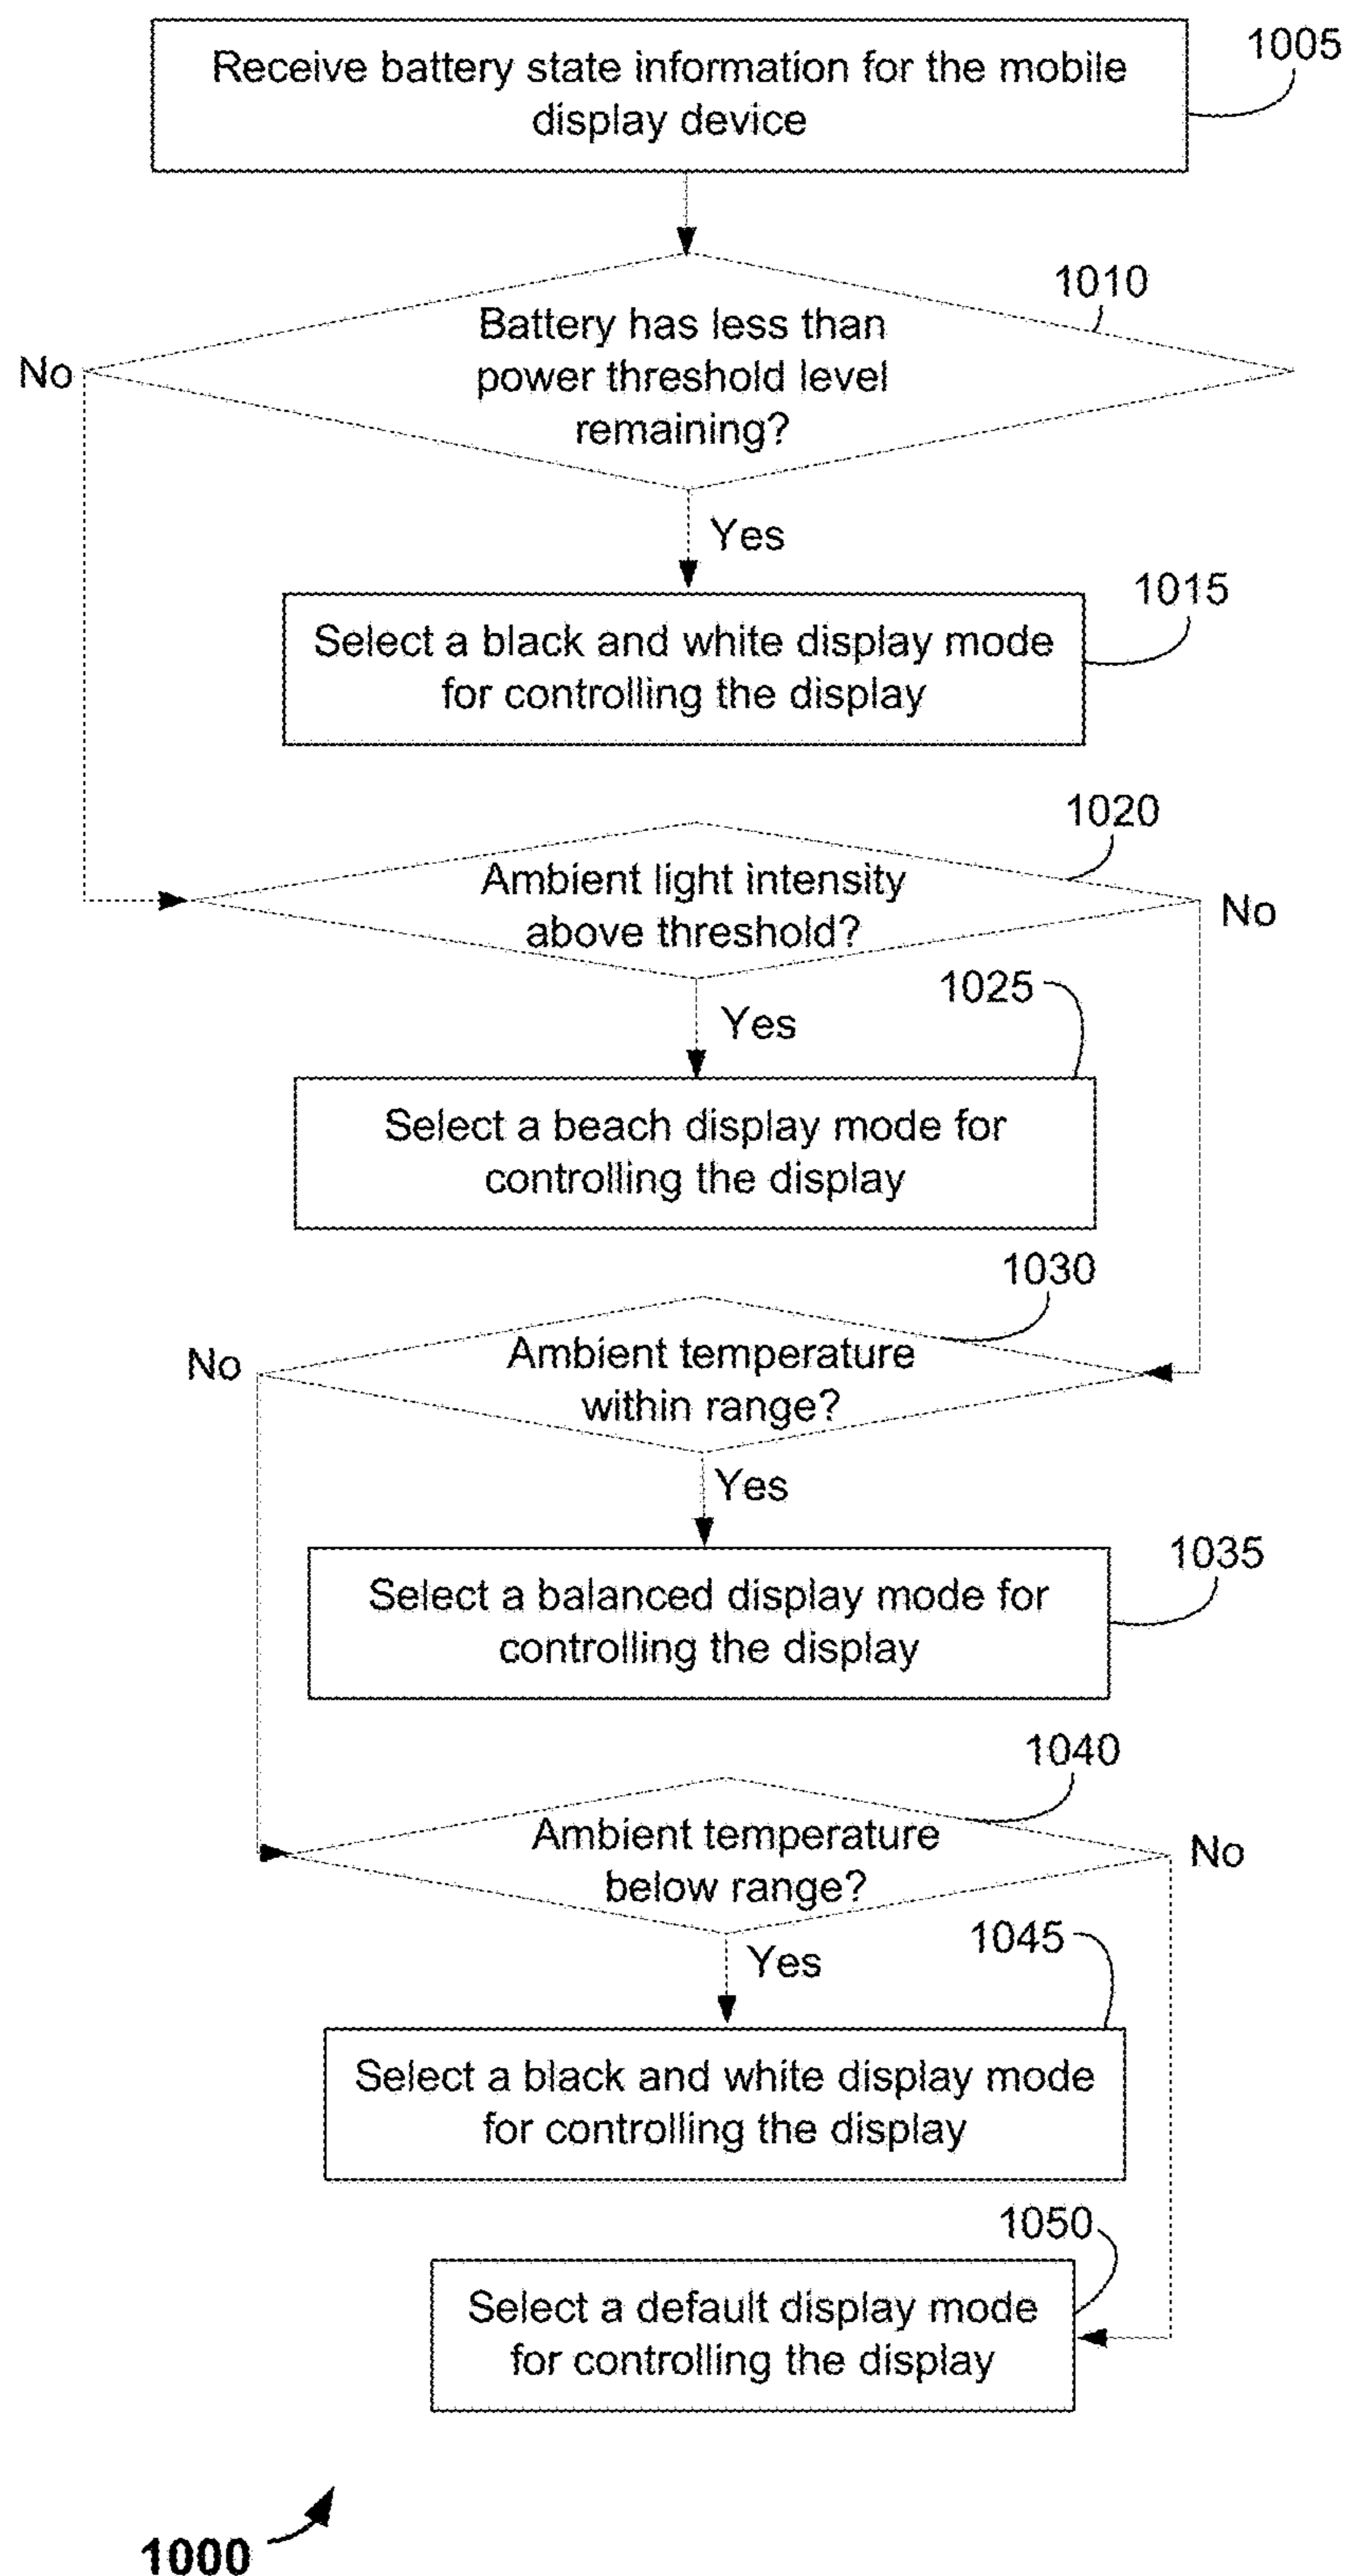 Receive battery state information for the mobile
display device
1005
1010
Battery has less than
power threshold level
remaining?
No
Yes
1015
Select a black and white display mode
for controlling the display
1020
Ambient light intensity
above threshold?
No
1025
Yes
Select a beach display mode for
controlling the display
1030
No
Ambient temperature
within range?
Yes
1035
Select a balanced display mode for
controlling the display
1040
Ambient temperature
below range?
No
1045
Yes
Select a black and white display mode
for controlling the display
1050
Select a default display mode
for controlling the display
1000